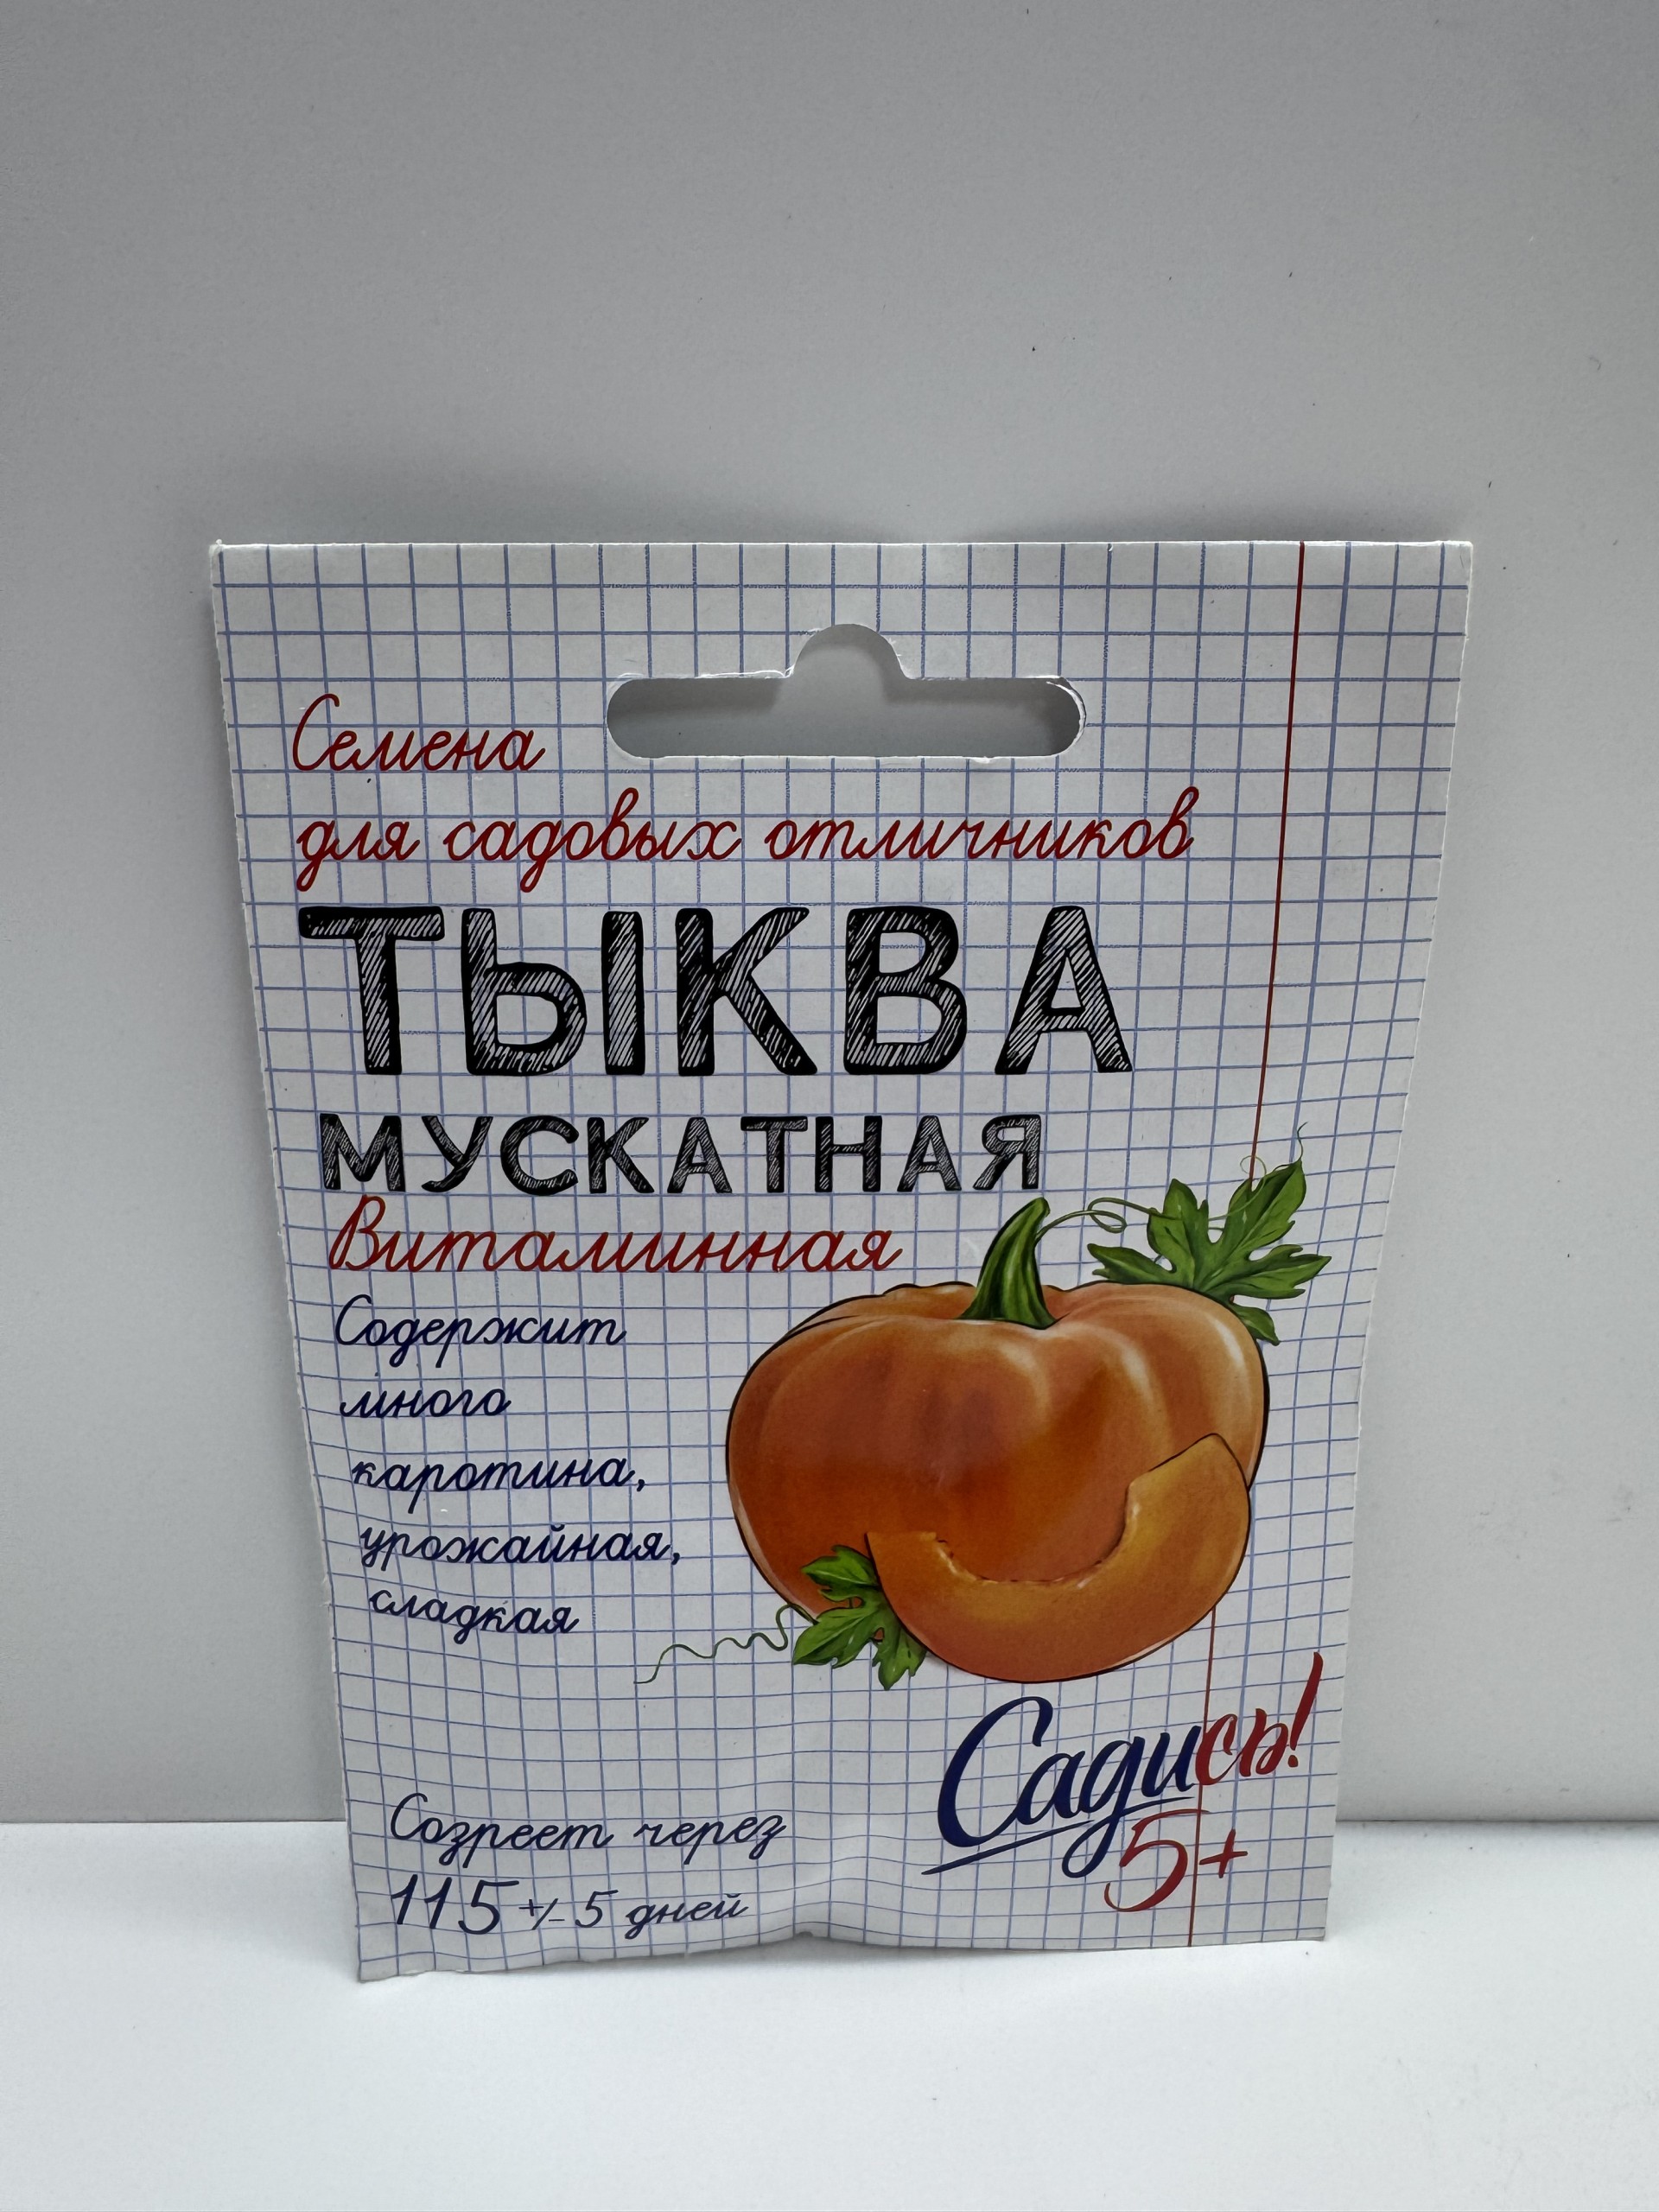 Семена
для садовых отличников
ТЫКВА
МУСКАТНАЯ
Витаминная
Содержит
много
каротина,
урожайная,
сладкая
Садись!
5+
Созреет через
115 +/- 5 дней